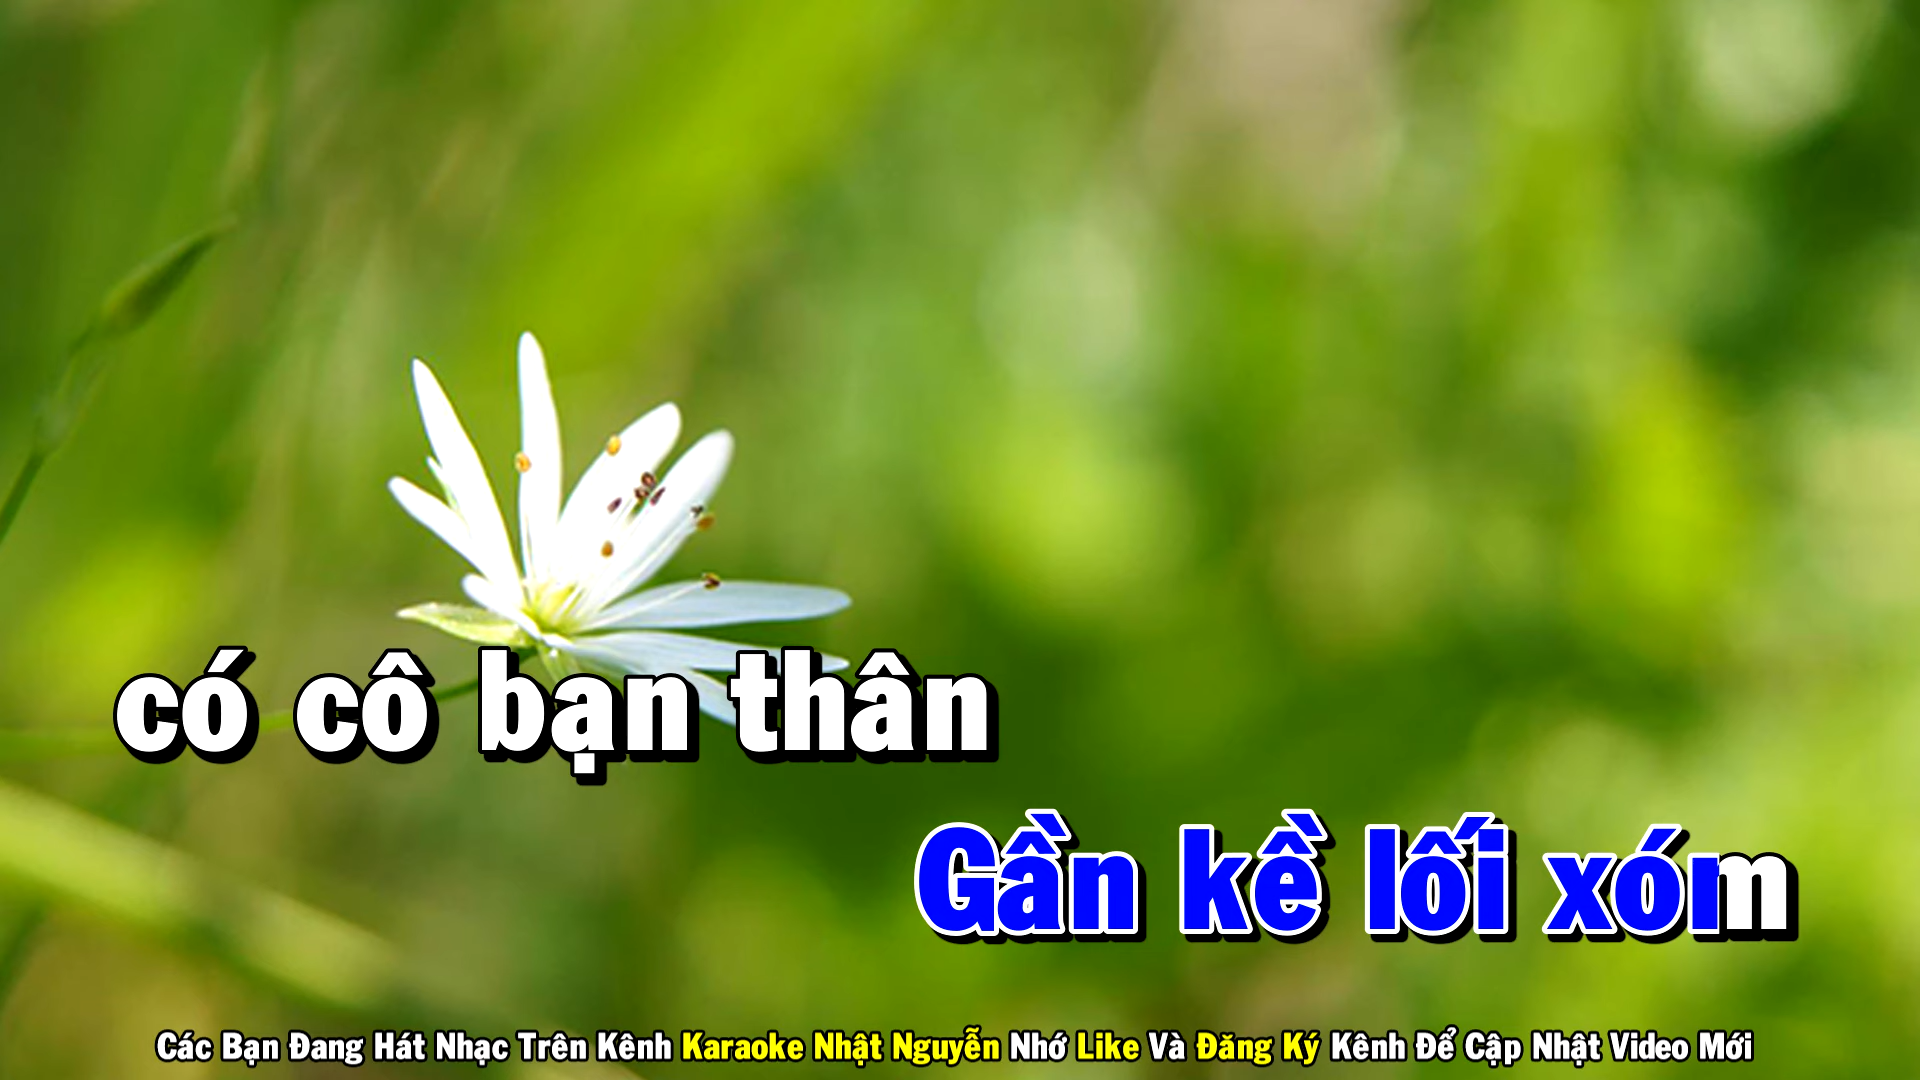 có cô bạn thân
Gần kề lối xóm
Các Bạn Đang Hát Nhạc Trên Kênh Karaoke Nhật Nguyễn Nhớ Like Và Đăng Ký Kênh Để Cập Nhật Video Mới